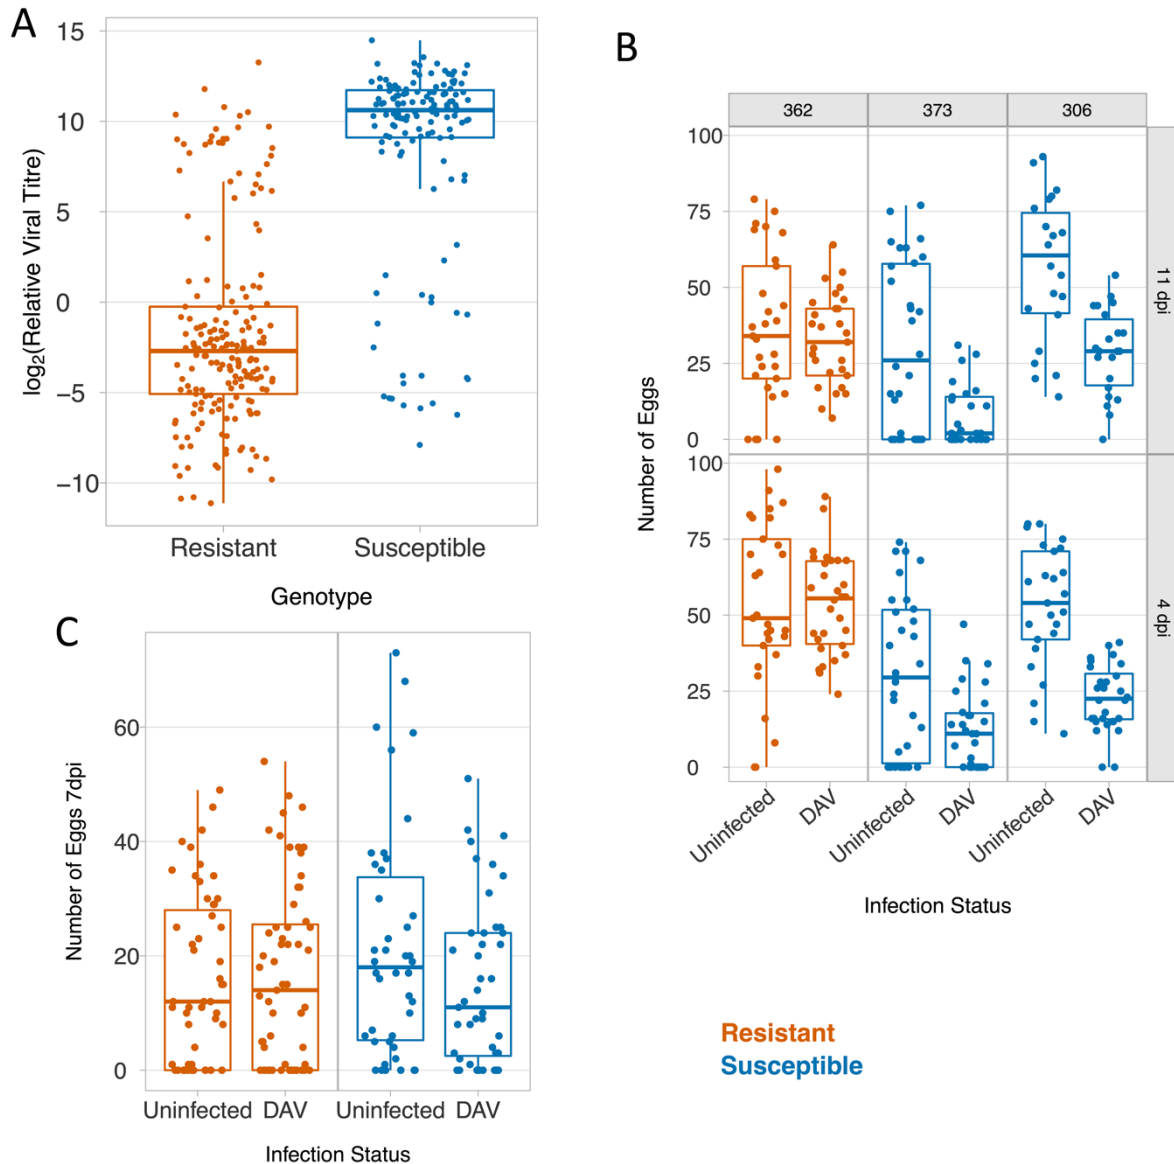 A
15
10
5
0
−5
−10
log2(Relative Viral Titre)
Resistant Susceptible
Genotype
B
362 373 306
100
75
50
25
0
11 dpi
100
75
50
25
0
4 dpi
Number of Eggs
Uninfected DAV Uninfected DAV Uninfected DAV
Infection Status
C
60
40
20
0
Number of Eggs 7dpi
Uninfected DAV Uninfected DAV
Infection Status
Resistant
Susceptible